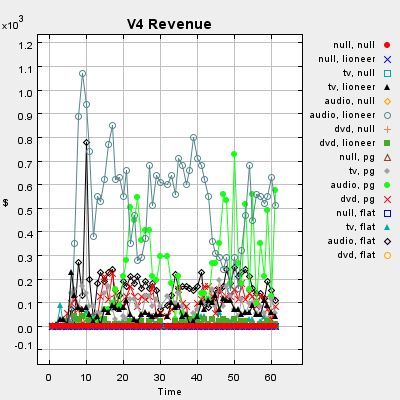 V4 Revenue
x10³
1.2
1.1
1.0
0.9
0.8
0.7
0.6
0.5
0.4
0.3
0.2
0.1
0.0
-0.1
$
0 10 20 30 40 50 60
Time
null, null
null, lioneer
tv, null
tv, lioneer
audio, null
audio, lioneer
dvd, null
dvd, lioneer
null, pg
tv, pg
audio, pg
dvd, pg
null, flat
tv, flat
audio, flat
dvd, flat